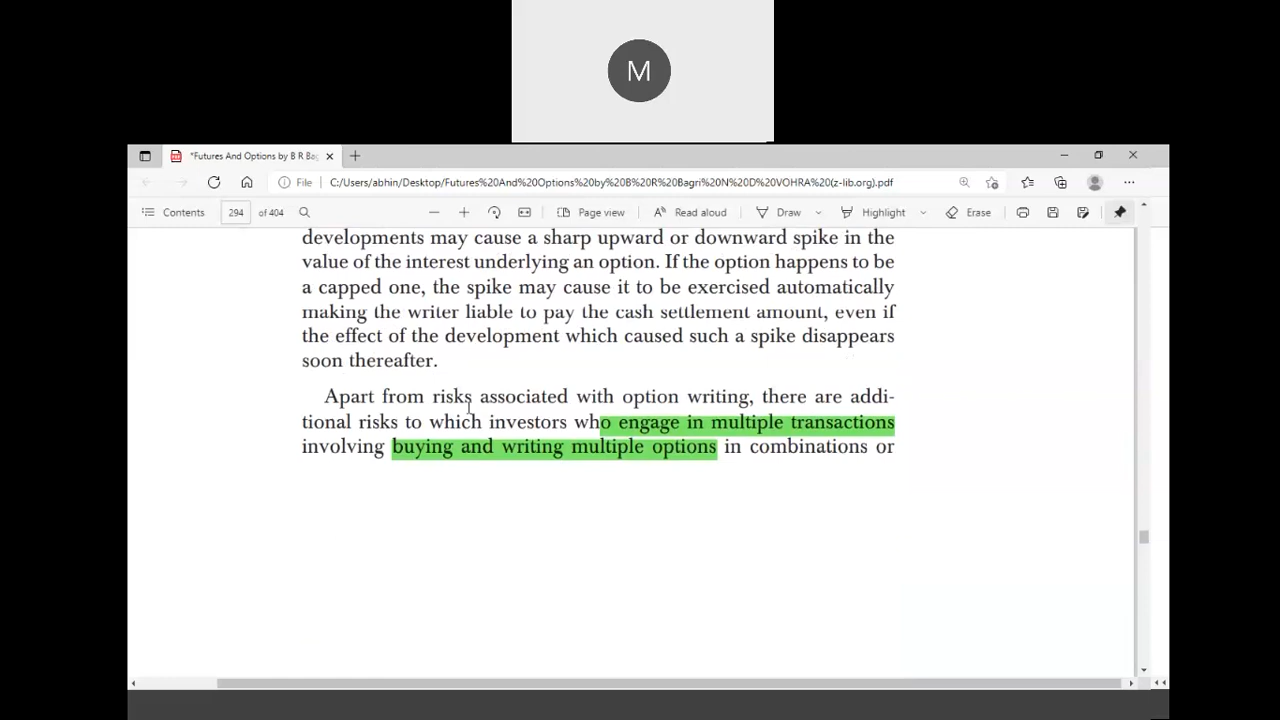 M
*Futures And Options by B R Bag
File
C:/Users/abhin/Desktop/Futures%20And%20Options%20by%20B%20R%20Bagri%20N%20D%20VOHRA%20(z-lib.org).pdf
Contents 294 of 404 Page view Read aloud Draw Highlight Erase
developments may cause a sharp upward or downward spike in the
value of the interest underlying an option. If the option happens to be
a capped one, the spike may cause it to be exercised automatically
making the writer liable to pay the cash settlement amount, even if
the effect of the development which caused such a spike disappears
soon thereafter.
Apart from risks associated with option writing, there are addi-
tional risks to which investors who engage in multiple transactions
involving buying and writing multiple options in combinations or